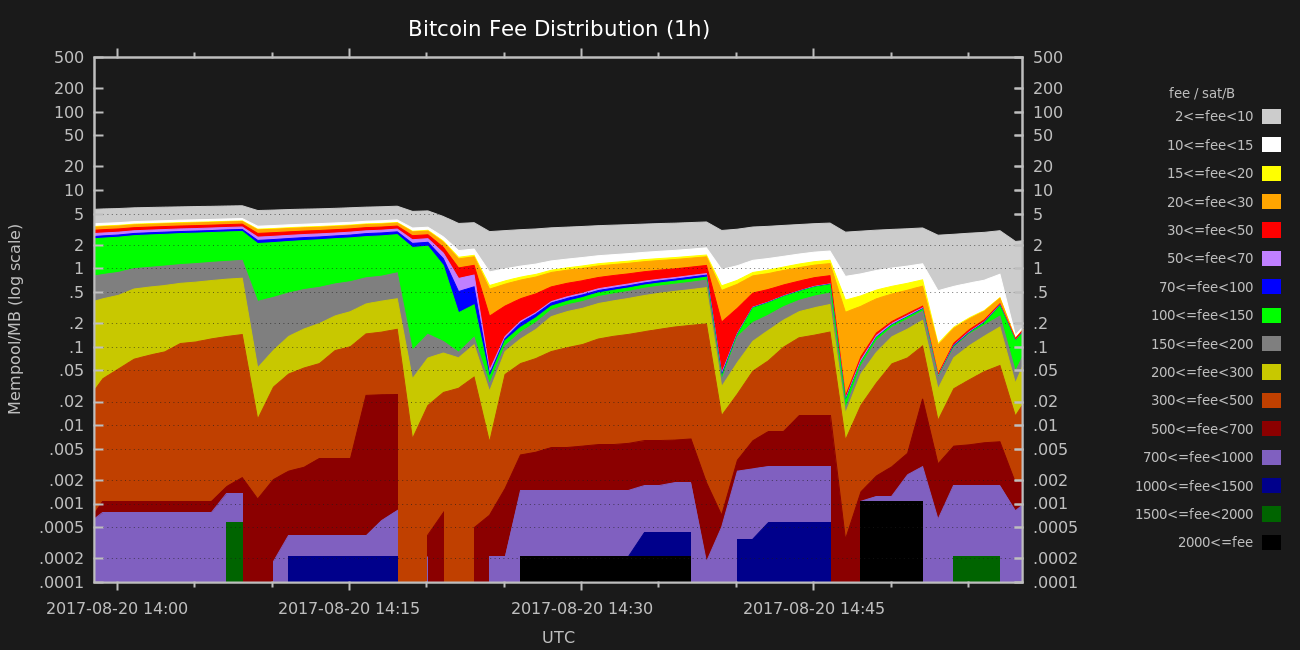 Bitcoin Fee Distribution (1h)
500 500
200 200
100 100
50 50
20 20
10 10
5 5
2 2
1 1
.5 .5
.2 .2
.1 .1
.05 .05
.02 .02
.01 .01
.005 .005
.002 .002
.001 .001
.0005 .0005
.0002 .0002
.0001 .0001
Mempool/MB (log scale)
2017-08-20 14:00 2017-08-20 14:15 2017-08-20 14:30 2017-08-20 14:45
UTC
fee / sat/B
2<=fee<10
10<=fee<15
15<=fee<20
20<=fee<30
30<=fee<50
50<=fee<70
70<=fee<100
100<=fee<150
150<=fee<200
200<=fee<300
300<=fee<500
500<=fee<700
700<=fee<1000
1000<=fee<1500
1500<=fee<2000
2000<=fee